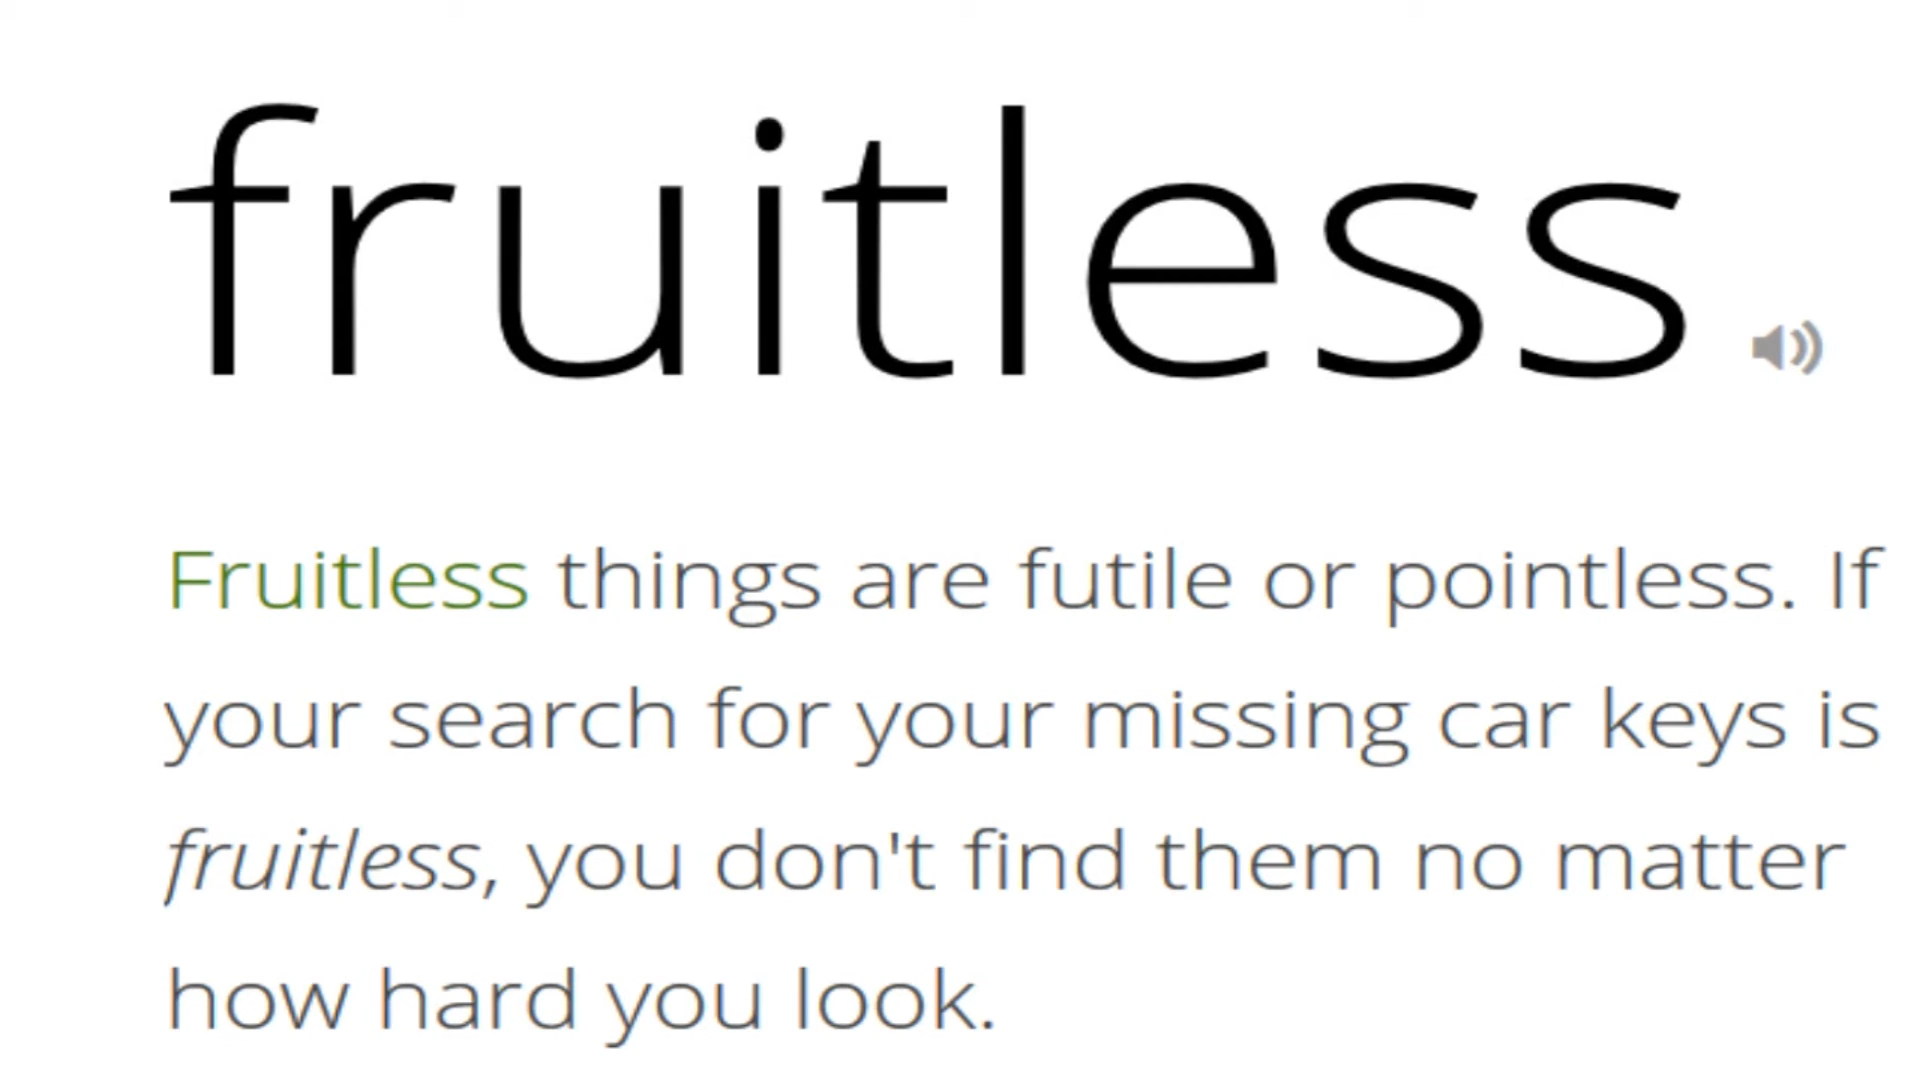 fruitless
Fruitless things are futile or pointless. If
your search for your missing car keys is
fruitless, you don't find them no matter
how hard you look.